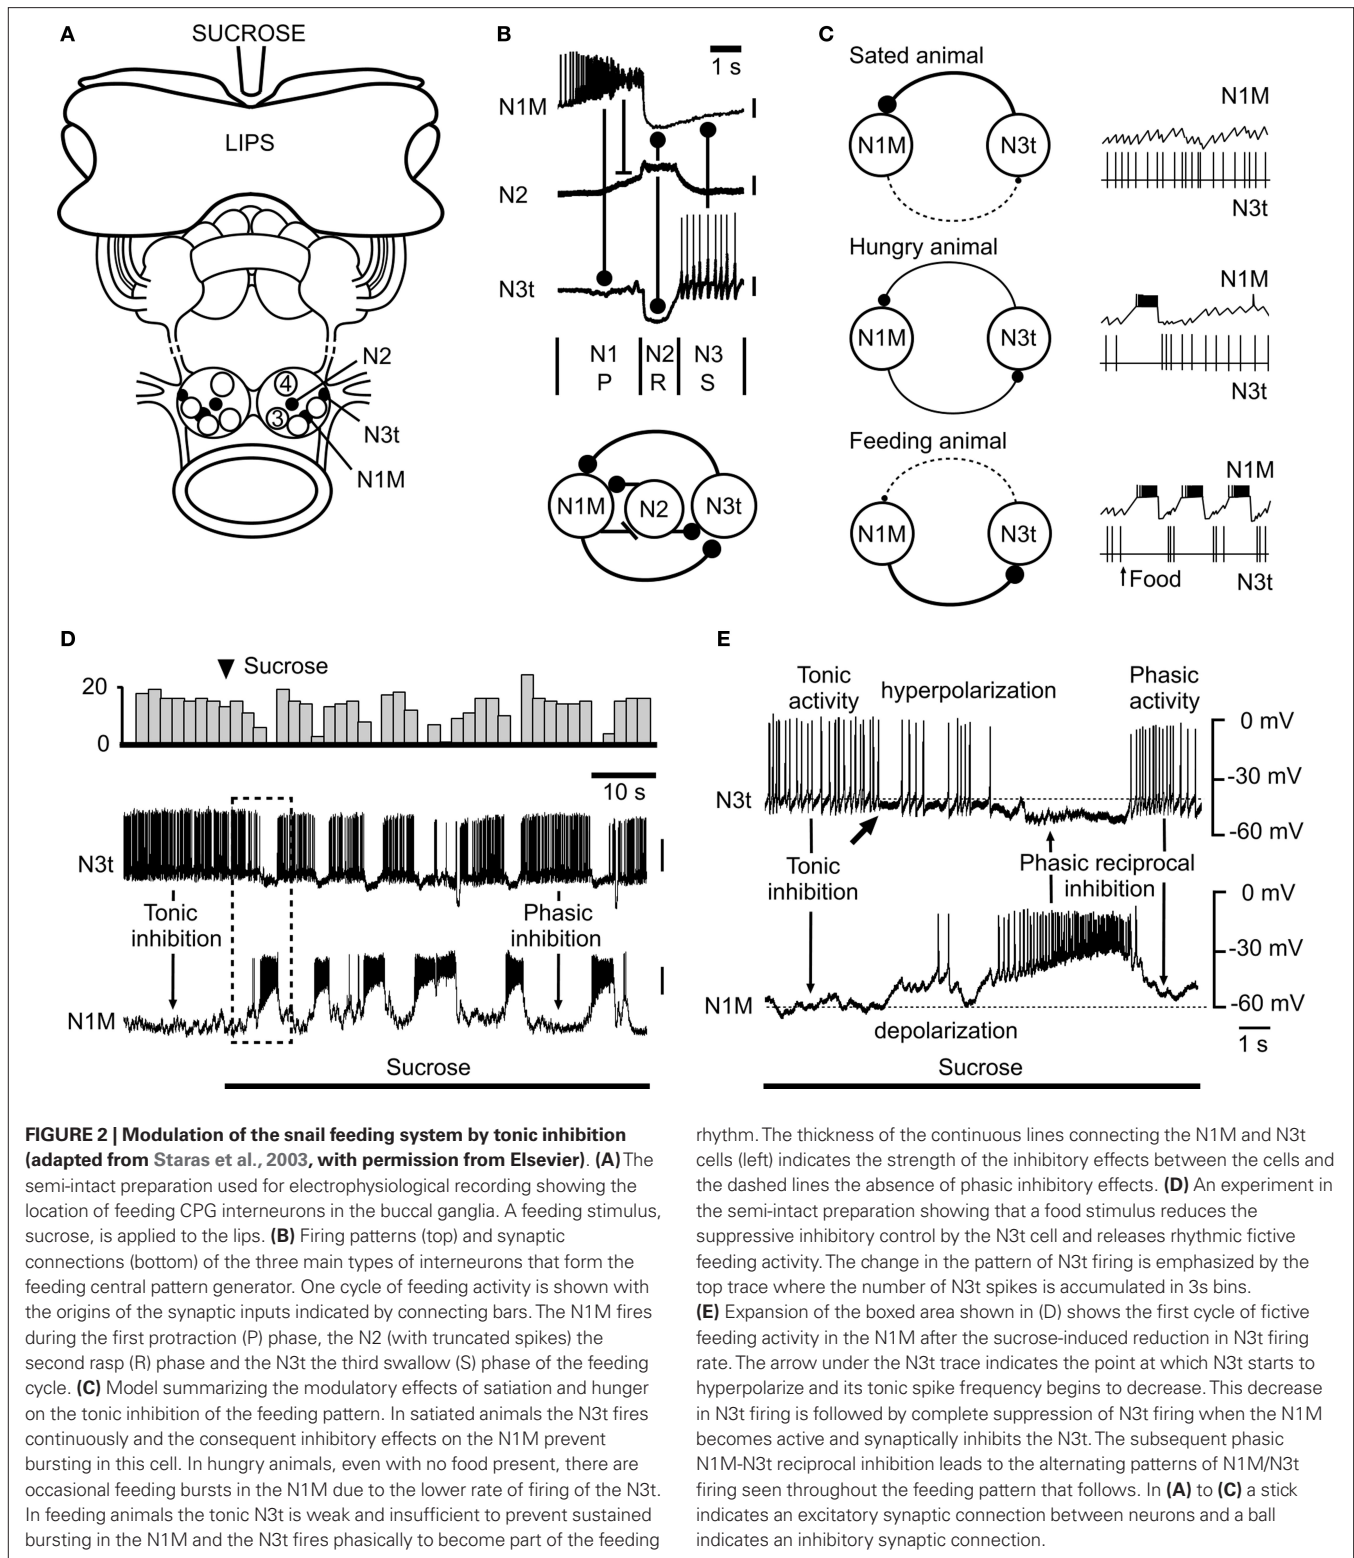 A
SUCROSE
LIPS
4
3
N2
N3t
N1M
B
1 s
N1M
N2
N3t
N1 N2 N3
P R S
N1M N2 N3t
C
Sated animal
N1M N3t
N1M
N3t
Hungry animal
N1M N3t
N1M
N3t
Feeding animal
N1M N3t
N1M
Food N3t
D
Sucrose
20
0
10 s
N3t
Tonic
inhibition
Phasic
inhibition
N1M
Sucrose
E
Tonic
activity
hyperpolarization
Phasic
activity
0 mV
-30 mV
-60 mV
N3t
Tonic
inhibition
Phasic reciprocal
inhibition
0 mV
-30 mV
-60 mV
N1M
depolarization
1 s
Sucrose
FIGURE 2 | Modulation of the snail feeding system by tonic inhibition
(adapted from Staras et al., 2003, with permission from Elsevier). (A) The
semi-intact preparation used for electrophysiological recording showing the
location of feeding CPG interneurons in the buccal ganglia. A feeding stimulus,
sucrose, is applied to the lips. (B) Firing patterns (top) and synaptic
connections (bottom) of the three main types of interneurons that form the
feeding central pattern generator. One cycle of feeding activity is shown with
the origins of the synaptic inputs indicated by connecting bars. The N1M fires
during the first protraction (P) phase, the N2 (with truncated spikes) the
second rasp (R) phase and the N3t the third swallow (S) phase of the feeding
cycle. (C) Model summarizing the modulatory effects of satiation and hunger
on the tonic inhibition of the feeding pattern. In satiated animals the N3t fires
continuously and the consequent inhibitory effects on the N1M prevent
bursting in this cell. In hungry animals, even with no food present, there are
occasional feeding bursts in the N1M due to the lower rate of firing of the N3t.
In feeding animals the tonic N3t is weak and insufficient to prevent sustained
bursting in the N1M and the N3t fires phasically to become part of the feeding
rhythm. The thickness of the continuous lines connecting the N1M and N3t
cells (left) indicates the strength of the inhibitory effects between the cells and
the dashed lines the absence of phasic inhibitory effects. (D) An experiment in
the semi-intact preparation showing that a food stimulus reduces the
suppressive inhibitory control by the N3t cell and releases rhythmic fictive
feeding activity. The change in the pattern of N3t firing is emphasized by the
top trace where the number of N3t spikes is accumulated in 3s bins.
(E) Expansion of the boxed area shown in (D) shows the first cycle of fictive
feeding activity in the N1M after the sucrose-induced reduction in N3t firing
rate. The arrow under the N3t trace indicates the point at which N3t starts to
hyperpolarize and its tonic spike frequency begins to decrease. This decrease
in N3t firing is followed by complete suppression of N3t firing when the N1M
becomes active and synaptically inhibits the N3t. The subsequent phasic
N1M-N3t reciprocal inhibition leads to the alternating patterns of N1M/N3t
firing seen throughout the feeding pattern that follows. In (A) to (C) a stick
indicates an excitatory synaptic connection between neurons and a ball
indicates an inhibitory synaptic connection.